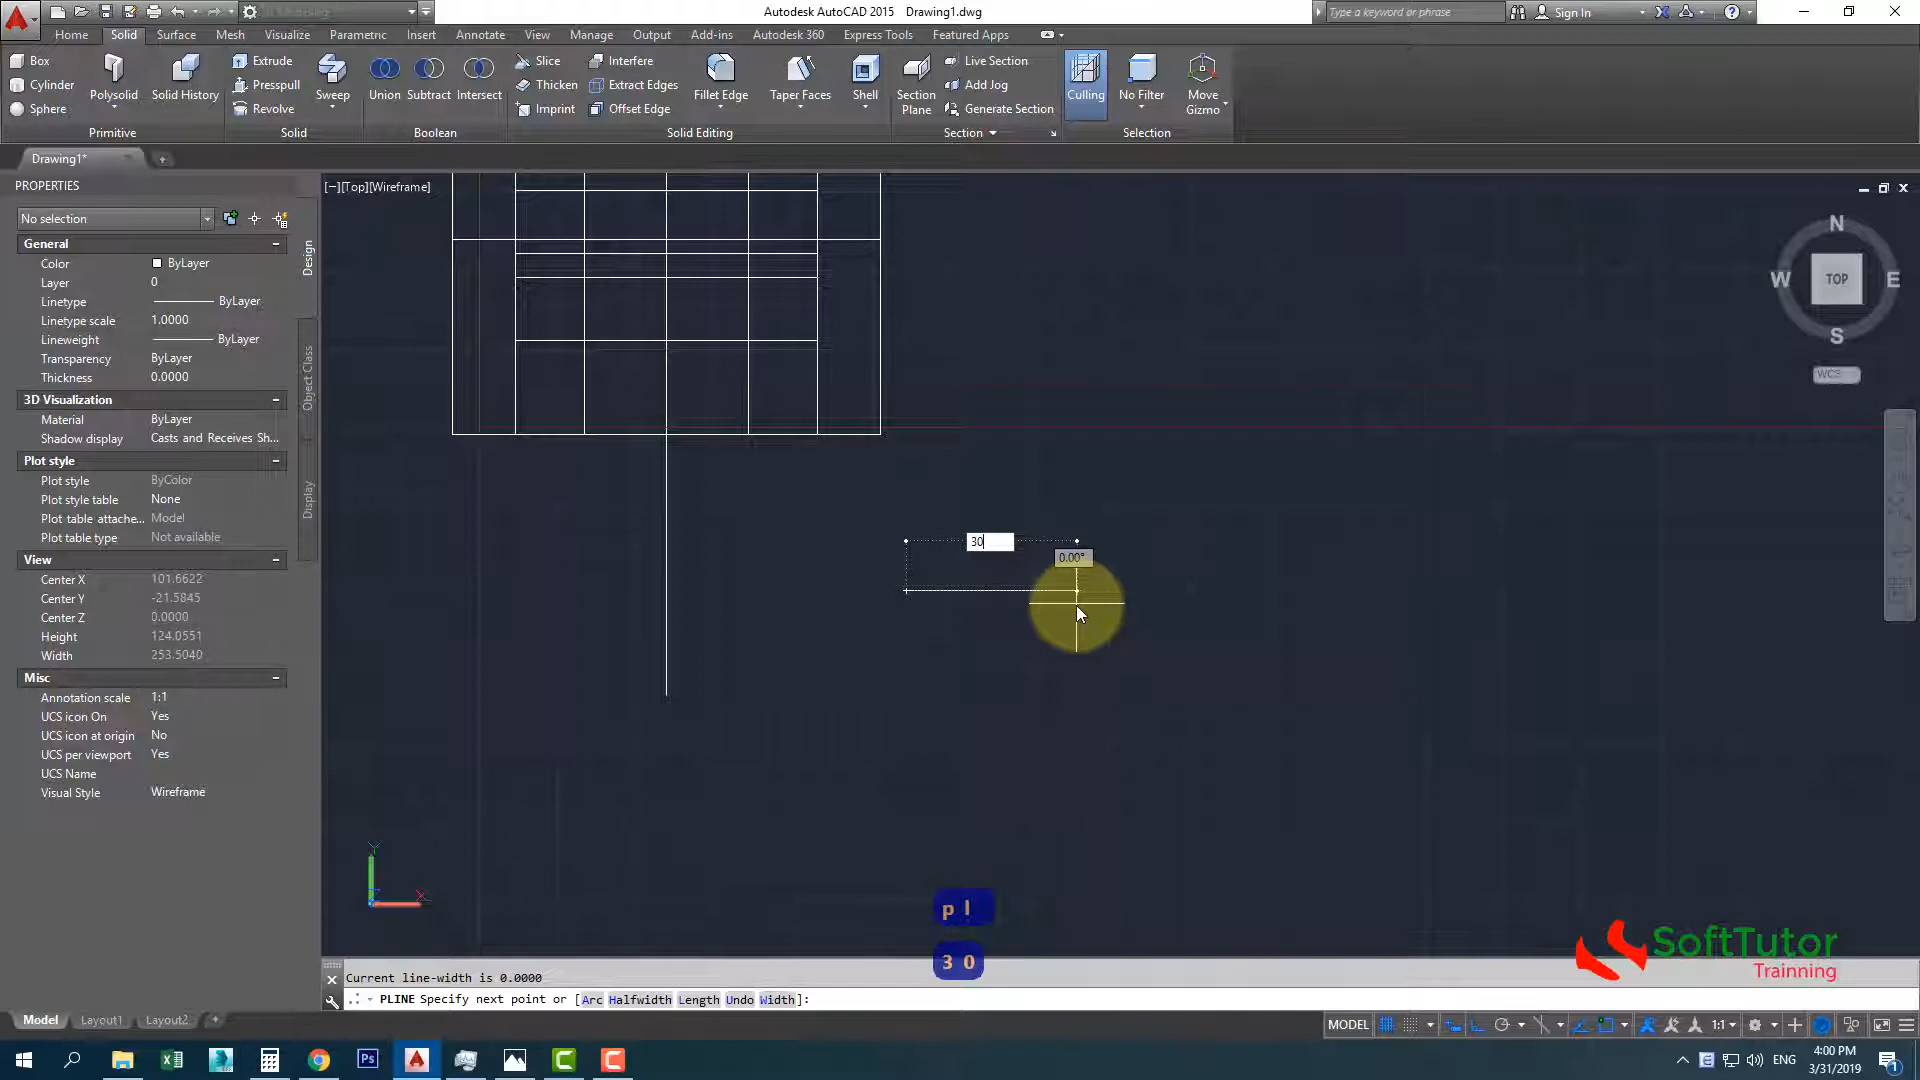 Autodesk AutoCAD 2015 Drawing1.dwg
Type a keyword or phrase
Sign In
Home Solid Surface Mesh Visualize Parametric Insert Annotate View Manage Output Add-ins Autodesk 360 Express Tools Featured Apps
Box
Cylinder
Sphere
Polysolid
Solid History
Primitive
Extrude
Presspull
Revolve
Sweep
Solid
Union Subtract Intersect
Boolean
Slice
Thicken
Imprint
Interfere
Extract Edges
Offset Edge
Fillet Edge
Taper Faces
Shell
Solid Editing
Section Plane
Live Section
Add Jog
Generate Section
Section
Culling
No Filter
Move Gizmo
Selection
Drawing1*
PROPERTIES
No selection
General
Color ByLayer
Layer 0
Linetype ByLayer
Linetype scale 1.0000
Lineweight ByLayer
Transparency ByLayer
Thickness 0.0000
3D Visualization
Material ByLayer
Shadow display Casts and Receives Sh...
Plot style
Plot style ByColor
Plot style table None
Plot table attache... Model
Plot table type Not available
View
Center X 101.6622
Center Y -21.5845
Center Z 0.0000
Height 124.0551
Width 253.5040
Misc
Annotation scale 1:1
UCS icon On Yes
UCS icon at origin No
UCS per viewport Yes
UCS Name
Visual Style Wireframe
Design
Object Class
Display
[−][Top][Wireframe]
N
W TOP E
S
WCS
30
0.00°
Y
X
p l
3 0
SoftTutor
Trainning
Current line-width is 0.0000
PLINE Specify next point or [Arc Halfwidth Length Undo Width]:
Model Layout1 Layout2
MODEL
1:1
Ps
ENG
4:00 PM
3/31/2019
1